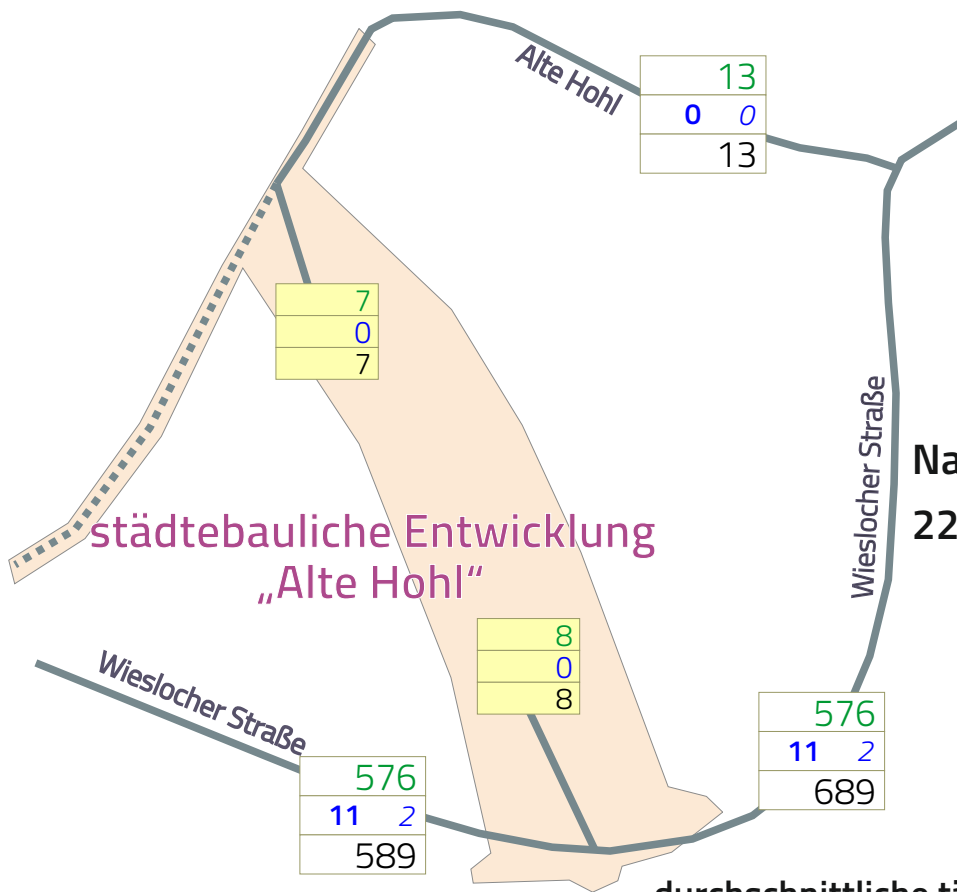 Alte Hohl
13
0 0
13
7
0
7
Wieslocher Straße
Na
22
städtebauliche Entwicklung
„Alte Hohl“
8
0
8
Wieslocher Straße
576
11 2
689
576
11 2
589
durchschnittliche tä